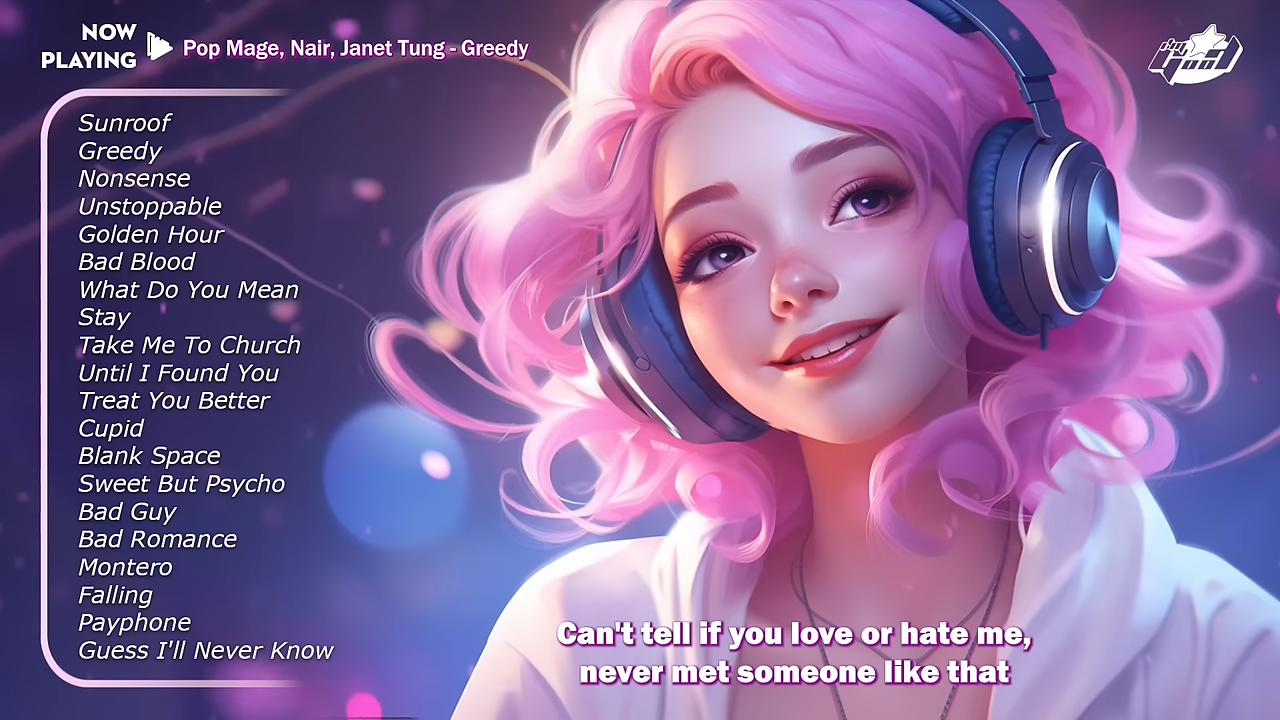 NOW
PLAYING
Pop Mage, Nair, Janet Tung - Greedy
Sunroof
Greedy
Nonsense
Unstoppable
Golden Hour
Bad Blood
What Do You Mean
Stay
Take Me To Church
Until I Found You
Treat You Better
Cupid
Blank Space
Sweet But Psycho
Bad Guy
Bad Romance
Montero
Falling
Payphone
Guess I'll Never Know
Can't tell if you love or hate me,
never met someone like that